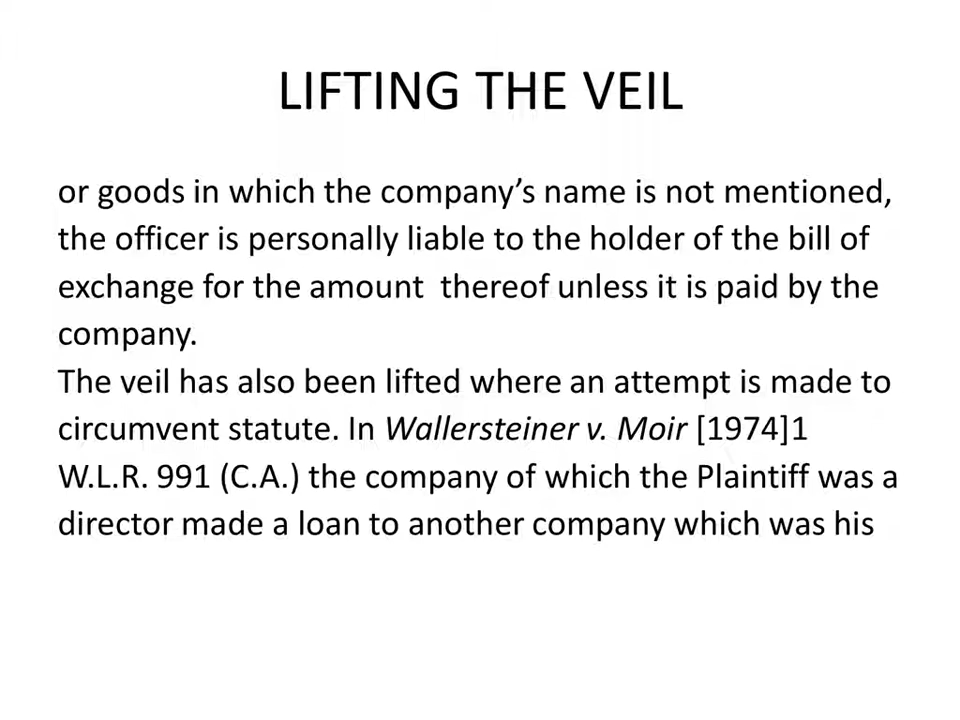 LIFTING THE VEIL
or goods in which the company’s name is not mentioned,
the officer is personally liable to the holder of the bill of
exchange for the amount  thereof unless it is paid by the
company.
The veil has also been lifted where an attempt is made to
circumvent statute. In Wallersteiner v. Moir [1974]1
W.L.R. 991 (C.A.) the company of which the Plaintiff was a
director made a loan to another company which was his